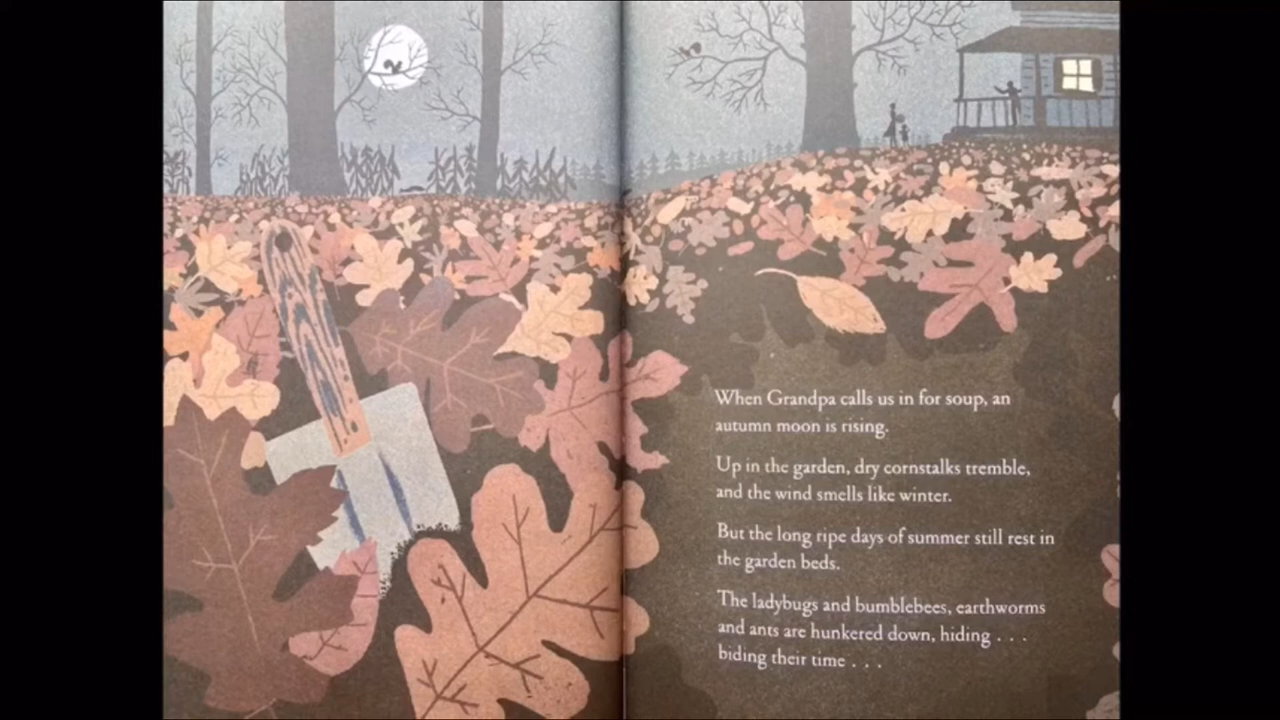 When Grandpa calls us in for soup, an
autumn moon is rising.
Up in the garden, dry cornstalks tremble,
and the wind smells like winter.
But the long ripe days of summer still rest in
the garden beds.
The ladybugs and bumblebees, earthworms
and ants are hunkered down, hiding . . .
biding their time . . .